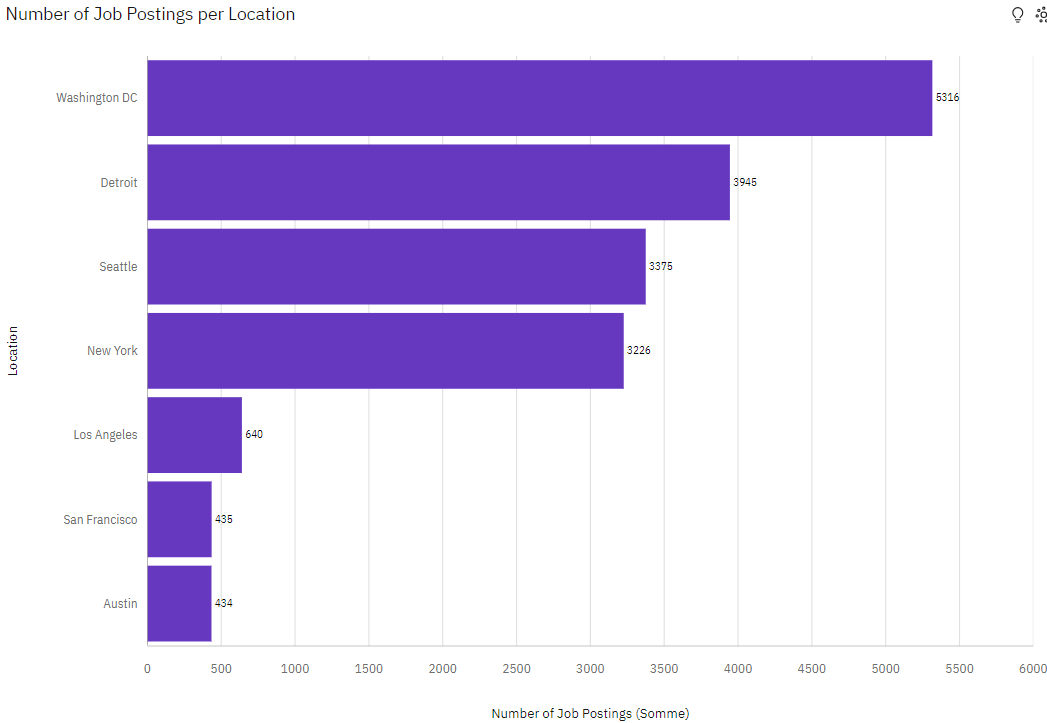 Number of Job Postings per Location
Location
Washington DC
5316
Detroit
3945
Seattle
3375
New York
3226
Los Angeles
640
San Francisco
435
Austin
434
0 500 1000 1500 2000 2500 3000 3500 4000 4500 5000 5500 6000
Number of Job Postings (Somme)